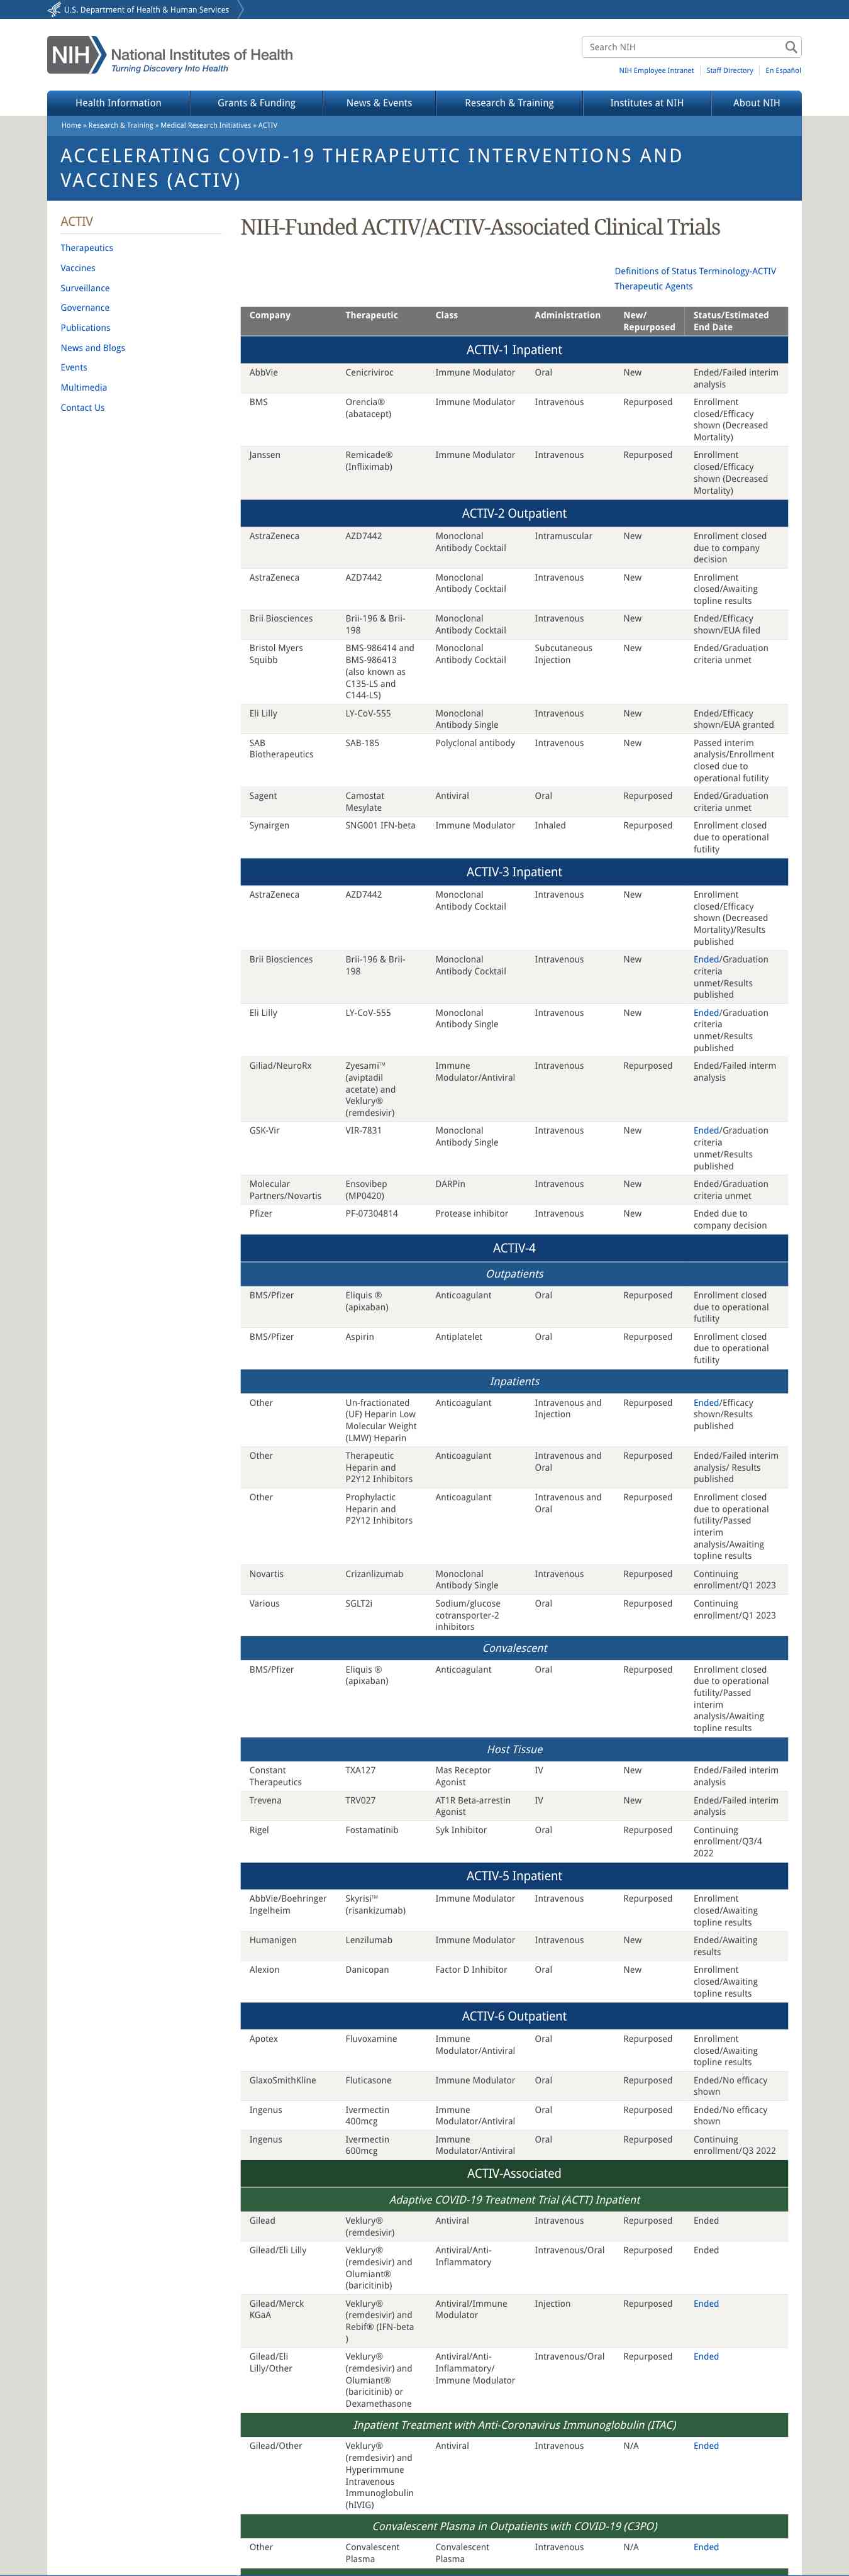 U.S. Department of Health & Human Services
NIH National Institutes of Health
Turning Discovery Into Health
Search NIH
NIH Employee Intranet Staff Directory En Español
Health Information Grants & Funding News & Events Research & Training Institutes at NIH About NIH
Home » Research & Training » Medical Research Initiatives » ACTIV
ACCELERATING COVID-19 THERAPEUTIC INTERVENTIONS AND
VACCINES (ACTIV)
ACTIV
Therapeutics
Vaccines
Surveillance
Governance
Publications
News and Blogs
Events
Multimedia
Contact Us
NIH-Funded ACTIV/ACTIV-Associated Clinical Trials
Definitions of Status Terminology-ACTIV
Therapeutic Agents
Company Therapeutic Class Administration New/ Status/Estimated
Repurposed End Date
ACTIV-1 Inpatient
AbbVie Cenicriviroc Immune Modulator Oral New Ended/Failed interim
analysis
BMS Orencia® Immune Modulator Intravenous Repurposed Enrollment
(abatacept) closed/Efficacy
shown (Decreased
Mortality)
Janssen Remicade® Immune Modulator Intravenous Repurposed Enrollment
(Infliximab) closed/Efficacy
shown (Decreased
Mortality)
ACTIV-2 Outpatient
AstraZeneca AZD7442 Monoclonal Intramuscular New Enrollment closed
Antibody Cocktail due to company
decision
AstraZeneca AZD7442 Monoclonal Intravenous New Enrollment
Antibody Cocktail closed/Awaiting
topline results
Brii Biosciences Brii-196 & Brii- Monoclonal Intravenous New Ended/Efficacy
198 Antibody Cocktail shown/EUA filed
Bristol Myers BMS-986414 and Monoclonal Subcutaneous New Ended/Graduation
Squibb BMS-986413 Antibody Cocktail Injection criteria unmet
(also known as
C135-LS and
C144-LS)
Eli Lilly LY-CoV-555 Monoclonal Intravenous New Ended/Efficacy
Antibody Single shown/EUA granted
SAB SAB-185 Polyclonal antibody Intravenous New Passed interim
Biotherapeutics analysis/Enrollment
closed due to
operational futility
Sagent Camostat Antiviral Oral Repurposed Ended/Graduation
Mesylate criteria unmet
Synairgen SNG001 IFN-beta Immune Modulator Inhaled Repurposed Enrollment closed
due to operational
futility
ACTIV-3 Inpatient
AstraZeneca AZD7442 Monoclonal Intravenous New Enrollment
Antibody Cocktail closed/Efficacy
shown (Decreased
Mortality)/Results
published
Brii Biosciences Brii-196 & Brii- Monoclonal Intravenous New Ended/Graduation
198 Antibody Cocktail criteria
unmet/Results
published
Eli Lilly LY-CoV-555 Monoclonal Intravenous New Ended/Graduation
Antibody Single criteria
unmet/Results
published
Giliad/NeuroRx Zyesami™ Immune Intravenous Repurposed Ended/Failed interm
(aviptadil Modulator/Antiviral analysis
acetate) and
Veklury®
(remdesivir)
GSK-Vir VIR-7831 Monoclonal Intravenous New Ended/Graduation
Antibody Single criteria
unmet/Results
published
Molecular Ensovibep DARPin Intravenous New Ended/Graduation
Partners/Novartis (MP0420) criteria unmet
Pfizer PF-07304814 Protease inhibitor Intravenous New Ended due to
company decision
ACTIV-4
Outpatients
BMS/Pfizer Eliquis ® Anticoagulant Oral Repurposed Enrollment closed
(apixaban) due to operational
futility
BMS/Pfizer Aspirin Antiplatelet Oral Repurposed Enrollment closed
due to operational
futility
Inpatients
Other Un-fractionated Anticoagulant Intravenous and Repurposed Ended/Efficacy
(UF) Heparin Low Injection shown/Results
Molecular Weight published
(LMW) Heparin
Other Therapeutic Anticoagulant Intravenous and Repurposed Ended/Failed interim
Heparin and Oral analysis/ Results
P2Y12 Inhibitors published
Other Prophylactic Anticoagulant Intravenous and Repurposed Enrollment closed
Heparin and Oral due to operational
P2Y12 Inhibitors futility/Passed
interim
analysis/Awaiting
topline results
Novartis Crizanlizumab Monoclonal Intravenous Repurposed Continuing
Antibody Single enrollment/Q1 2023
Various SGLT2i Sodium/glucose Oral Repurposed Continuing
cotransporter-2 enrollment/Q1 2023
inhibitors
Convalescent
BMS/Pfizer Eliquis ® Anticoagulant Oral Repurposed Enrollment closed
(apixaban) due to operational
futility/Passed
interim
analysis/Awaiting
topline results
Host Tissue
Constant TXA127 Mas Receptor IV New Ended/Failed interim
Therapeutics Agonist analysis
Trevena TRV027 AT1R Beta-arrestin IV New Ended/Failed interim
Agonist analysis
Rigel Fostamatinib Syk Inhibitor Oral Repurposed Continuing
enrollment/Q3/4
2022
ACTIV-5 Inpatient
AbbVie/Boehringer Skyrisi™ Immune Modulator Intravenous Repurposed Enrollment
Ingelheim (risankizumab) closed/Awaiting
topline results
Humanigen Lenzilumab Immune Modulator Intravenous New Ended/Awaiting
results
Alexion Danicopan Factor D Inhibitor Oral New Enrollment
closed/Awaiting
topline results
ACTIV-6 Outpatient
Apotex Fluvoxamine Immune Oral Repurposed Enrollment
Modulator/Antiviral closed/Awaiting
topline results
GlaxoSmithKline Fluticasone Immune Modulator Oral Repurposed Ended/No efficacy
shown
Ingenus Ivermectin Immune Oral Repurposed Ended/No efficacy
400mcg Modulator/Antiviral shown
Ingenus Ivermectin Immune Oral Repurposed Continuing
600mcg Modulator/Antiviral enrollment/Q3 2022
ACTIV-Associated
Adaptive COVID-19 Treatment Trial (ACTT) Inpatient
Gilead Veklury® Antiviral Intravenous Repurposed Ended
(remdesivir)
Gilead/Eli Lilly Veklury® Antiviral/Anti- Intravenous/Oral Repurposed Ended
(remdesivir) and Inflammatory
Olumiant®
(baricitinib)
Gilead/Merck Veklury® Antiviral/Immune Injection Repurposed Ended
KGaA (remdesivir) and Modulator
Rebif® (IFN-beta
)
Gilead/Eli Veklury® Antiviral/Anti- Intravenous/Oral Repurposed Ended
Lilly/Other (remdesivir) and Inflammatory/
Olumiant® Immune Modulator
(baricitinib) or
Dexamethasone
Inpatient Treatment with Anti-Coronavirus Immunoglobulin (ITAC)
Gilead/Other Veklury® Antiviral Intravenous N/A Ended
(remdesivir) and
Hyperimmune
Intravenous
Immunoglobulin
(hIVIG)
Convalescent Plasma in Outpatients with COVID-19 (C3PO)
Other Convalescent Convalescent Intravenous N/A Ended
Plasma Plasma